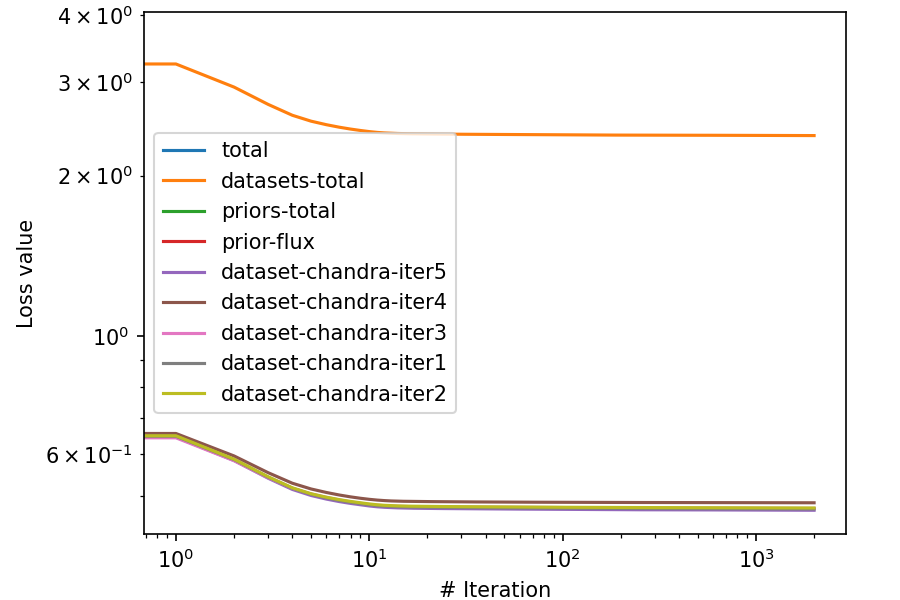 4 × 10⁰
3 × 10⁰
2 × 10⁰
10⁰
6 × 10⁻¹
Loss value
total
datasets-total
priors-total
prior-flux
dataset-chandra-iter5
dataset-chandra-iter4
dataset-chandra-iter3
dataset-chandra-iter1
dataset-chandra-iter2
10⁰ 10¹ 10² 10³
# Iteration